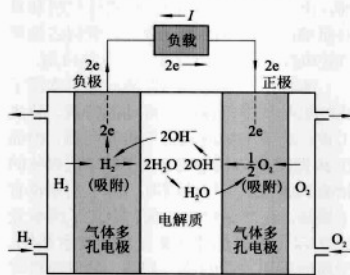 I
负载
2e
负极
2e
正极
2e
2e
2e
2OH⁻
H₂
2H₂O
2OH⁻
1/2 O₂
(吸附)
H₂O
(吸附)
H₂
O₂
电解质
气体多
孔电极
气体多
孔电极
H₂
O₂